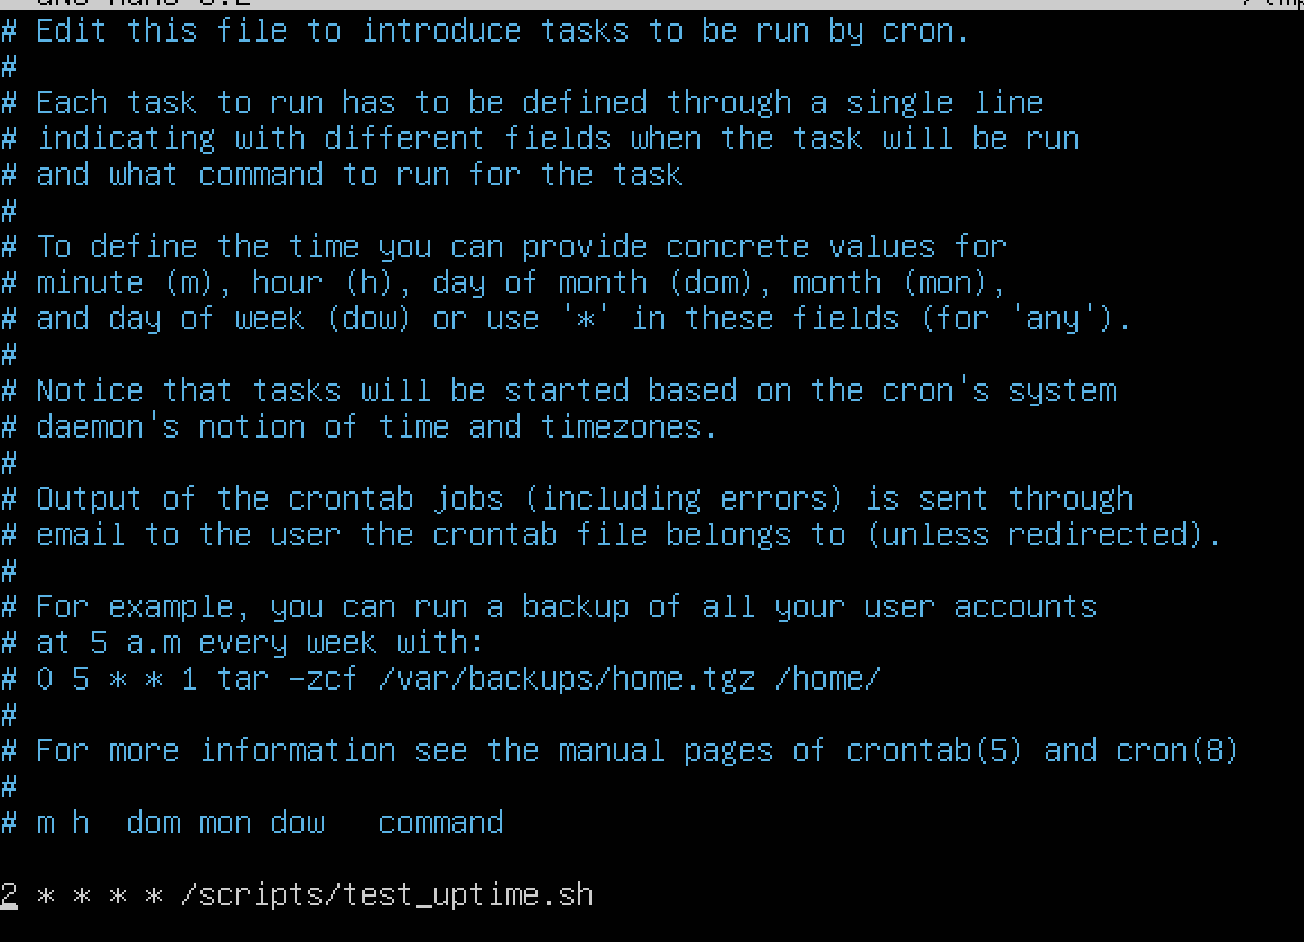 # Edit this file to introduce tasks to be run by cron.
#
# Each task to run has to be defined through a single line
# indicating with different fields when the task will be run
# and what command to run for the task
#
# To define the time you can provide concrete values for
# minute (m), hour (h), day of month (dom), month (mon),
# and day of week (dow) or use '*' in these fields (for 'any').
#
# Notice that tasks will be started based on the cron's system
# daemon's notion of time and timezones.
#
# Output of the crontab jobs (including errors) is sent through
# email to the user the crontab file belongs to (unless redirected).
#
# For example, you can run a backup of all your user accounts
# at 5 a.m every week with:
# 0 5 * * 1 tar -zcf /var/backups/home.tgz /home/
#
# For more information see the manual pages of crontab(5) and cron(8)
#
# m h  dom mon dow   command
2 * * * * /scripts/test_uptime.sh